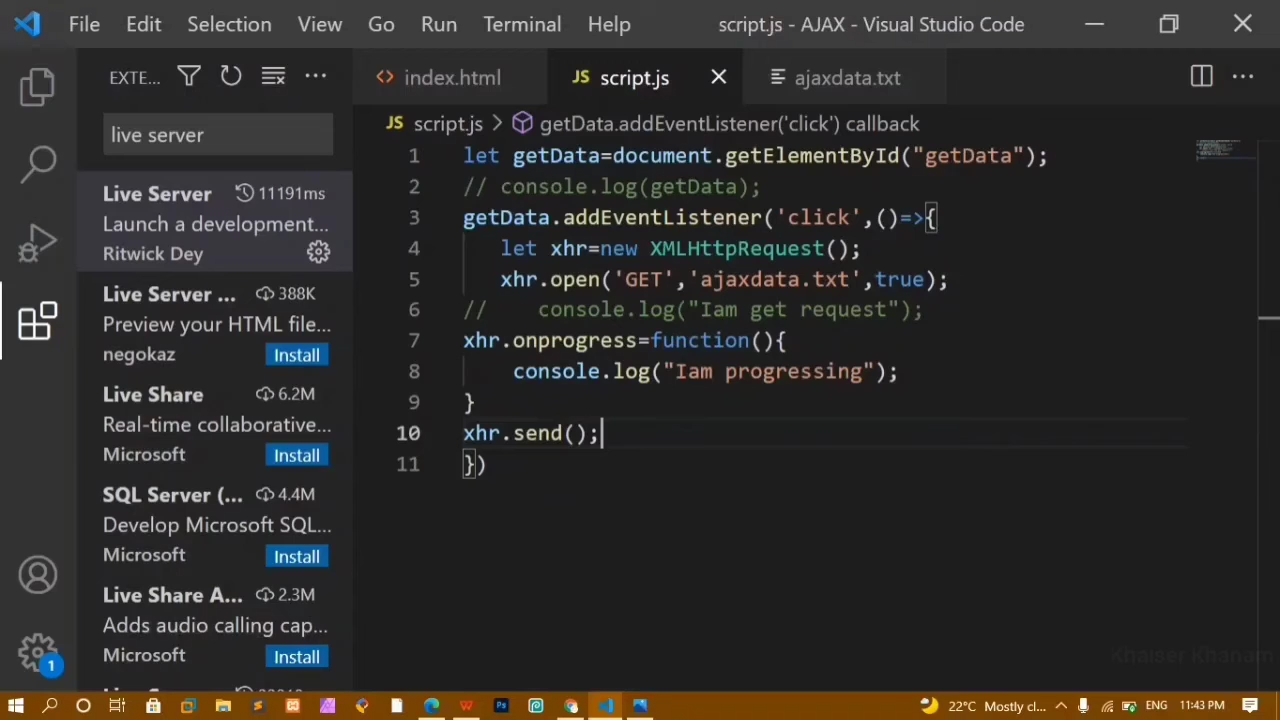 File Edit Selection View Go Run Terminal Help script.js - AJAX - Visual Studio Code
EXTE...
live server
Live Server 11191ms
Launch a development...
Ritwick Dey
Live Server ... 388K
Preview your HTML file...
negokaz Install
Live Share 6.2M
Real-time collaborative...
Microsoft Install
SQL Server (... 4.4M
Develop Microsoft SQL...
Microsoft Install
Live Share A... 2.3M
Adds audio calling cap...
Microsoft Install
1
index.html JS script.js ajaxdata.txt
JS script.js > getData.addEventListener('click') callback
1 let getData=document.getElementById("getData");
2 // console.log(getData);
3 getData.addEventListener('click',()=>{
4 let xhr=new XMLHttpRequest();
5 xhr.open('GET','ajaxdata.txt',true);
6 // console.log("Iam get request");
7 xhr.onprogress=function(){
8 console.log("Iam progressing");
9 }
10 xhr.send();
11 })
Khaiser Khanam
22°C Mostly cl... ENG 11:43 PM